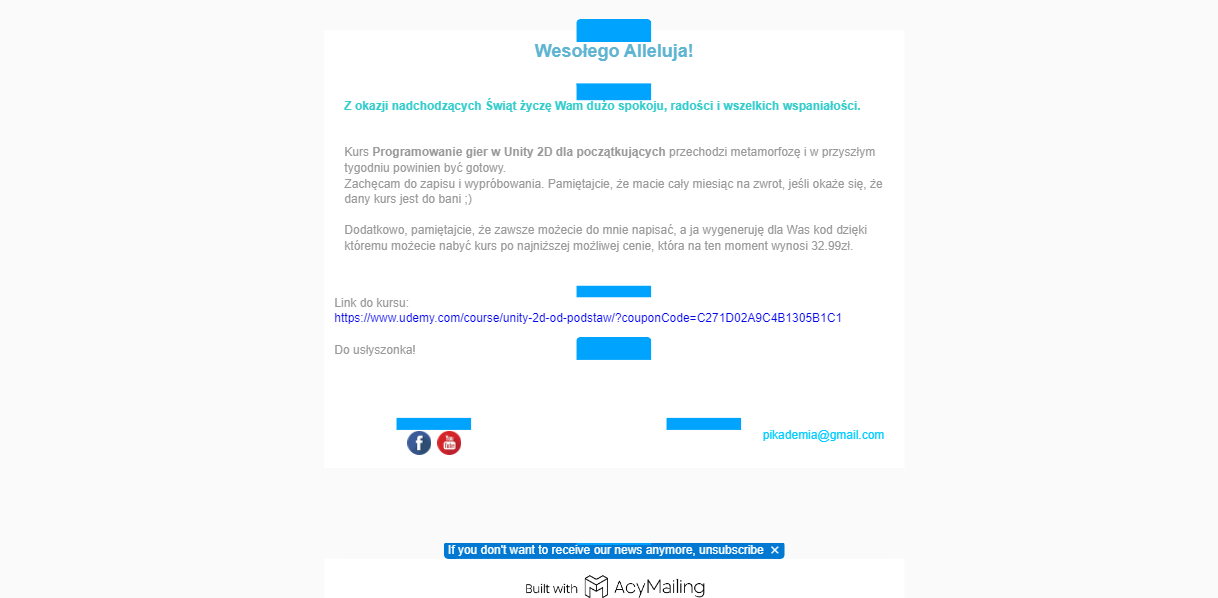 Wesołego Alleluja!
Z okazji nadchodzących Świąt życzę Wam dużo spokoju, radości i wszelkich wspaniałości.
Kurs Programowanie gier w Unity 2D dla początkujących przechodzi metamorfozę i w przyszłym
tygodniu powinien być gotowy.
Zachęcam do zapisu i wypróbowania. Pamiętajcie, że macie cały miesiąc na zwrot, jeśli okaże się, że
dany kurs jest do bani ;)
Dodatkowo, pamiętajcie, że zawsze możecie do mnie napisać, a ja wygeneruję dla Was kod dzięki
któremu możecie nabyć kurs po najniższej możliwej cenie, która na ten moment wynosi 32.99zł.
Link do kursu:
https://www.udemy.com/course/unity-2d-od-podstaw/?couponCode=C271D02A9C4B1305B1C1
Do usłyszonka!
pikademia@gmail.com
If you don't want to receive our news anymore, unsubscribe ×
Built with AcyMailing